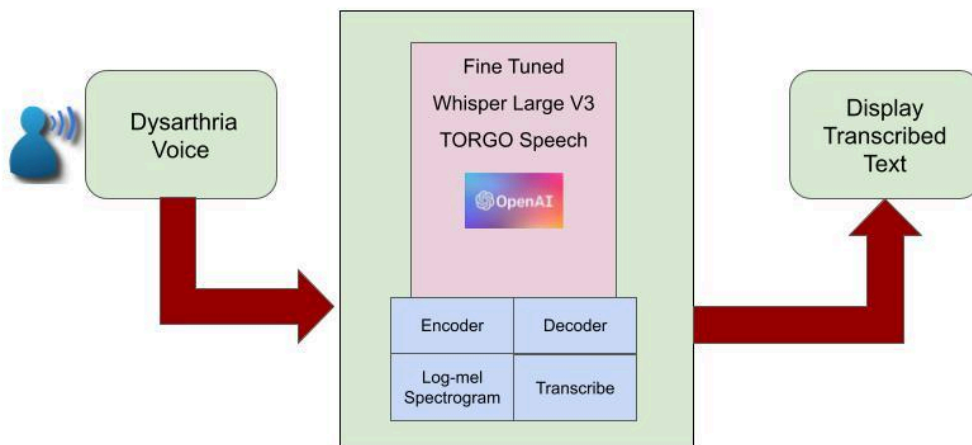 Dysarthria
Voice
Fine Tuned
Whisper Large V3
TORGO Speech
OpenAI
Encoder
Decoder
Log-mel
Spectrogram
Transcribe
Display
Transcribed
Text